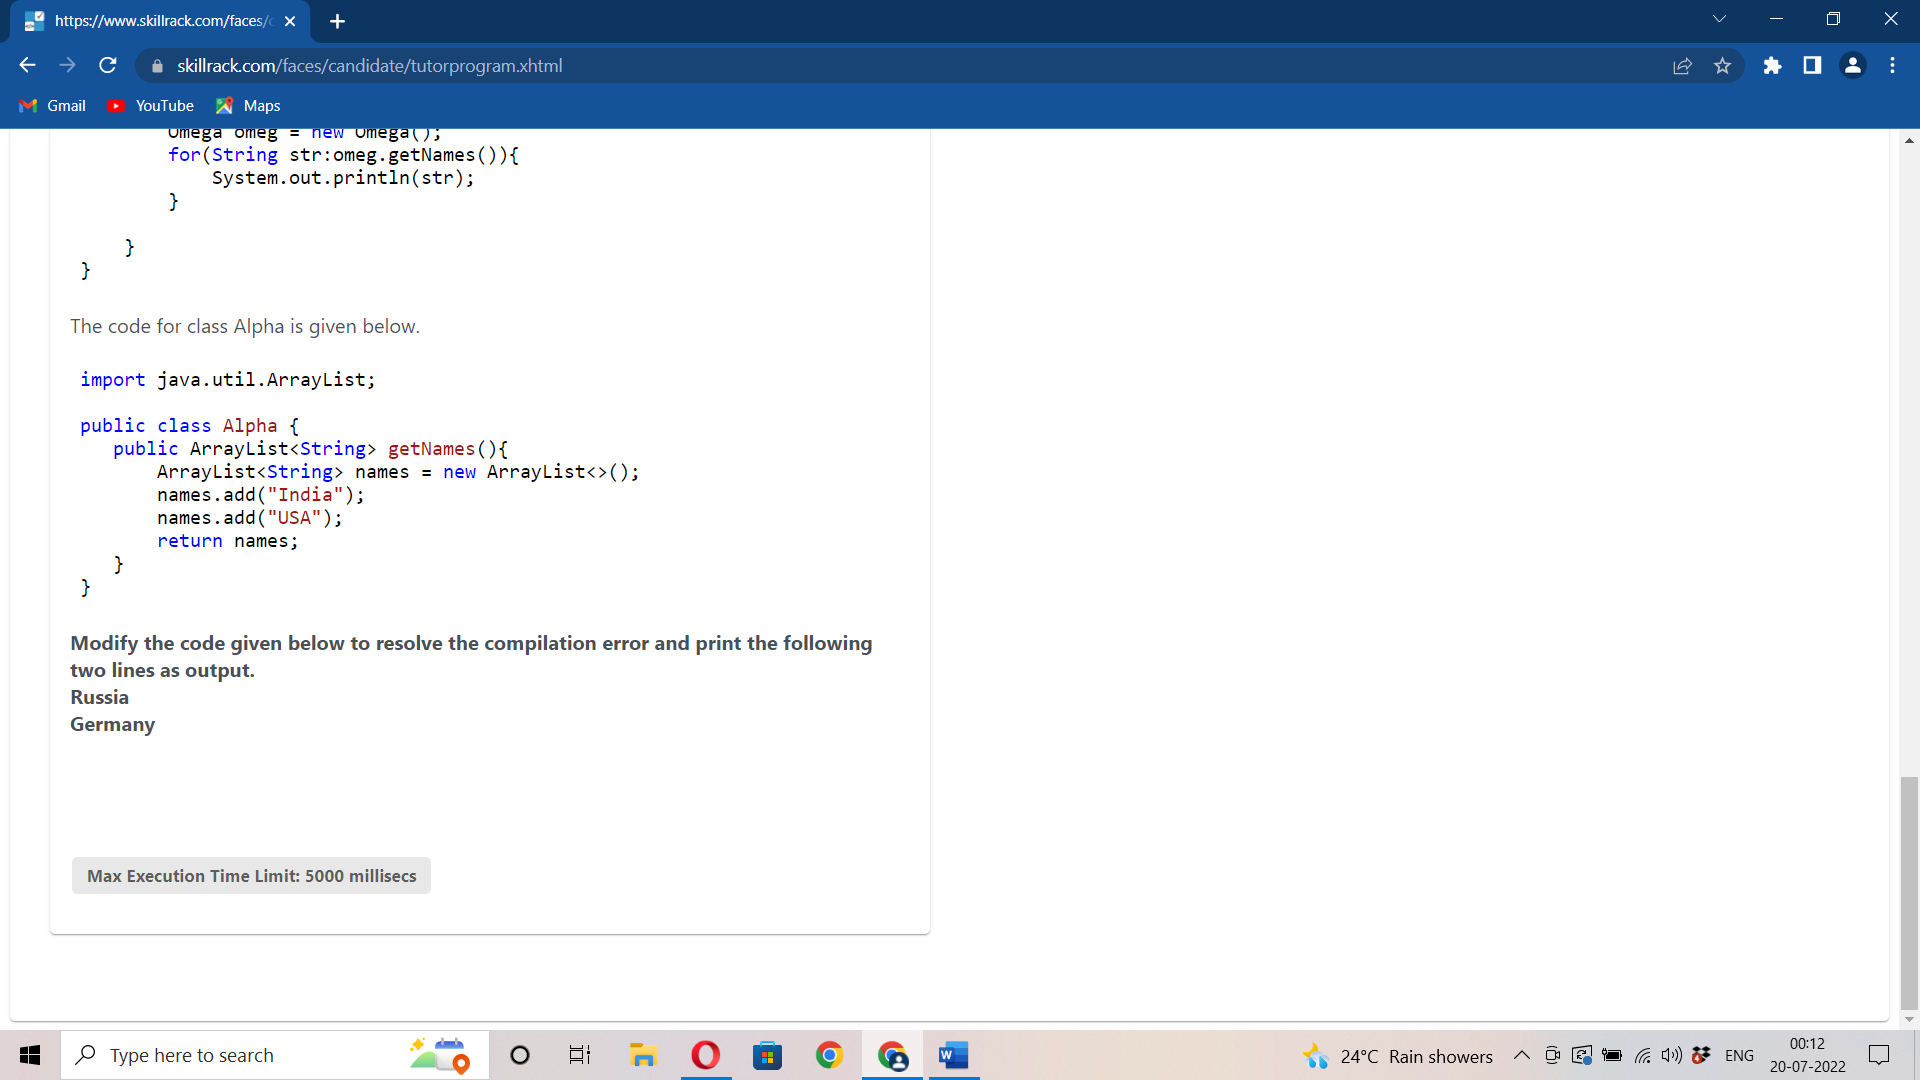 https://www.skillrack.com/faces/
skillrack.com/faces/candidate/tutorprogram.xhtml
Gmail
YouTube
Maps
Omega omeg = new Omega();
for(String str:omeg.getNames()){
System.out.println(str);
}
}
}
The code for class Alpha is given below.
import java.util.ArrayList;
public class Alpha {
public ArrayList<String> getNames(){
ArrayList<String> names = new ArrayList<>();
names.add("India");
names.add("USA");
return names;
}
}
Modify the code given below to resolve the compilation error and print the following
two lines as output.
Russia
Germany
Max Execution Time Limit: 5000 millisecs
Type here to search
24°C Rain showers
ENG
00:12
20-07-2022